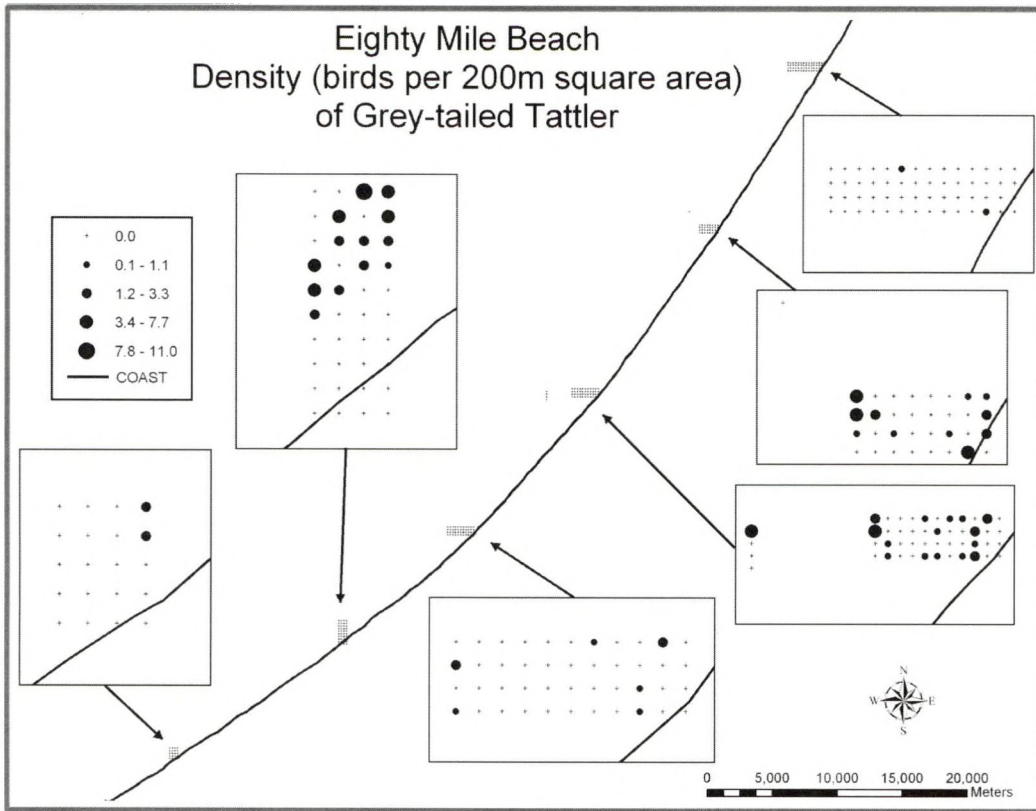 Eighty Mile Beach
Density (birds per 200m square area)
of Grey-tailed Tattler
0.0
0.1 - 1.1
1.2 - 3.3
3.4 - 7.7
7.8 - 11.0
COAST
N
W E
S
0 5,000 10,000 15,000 20,000
Meters